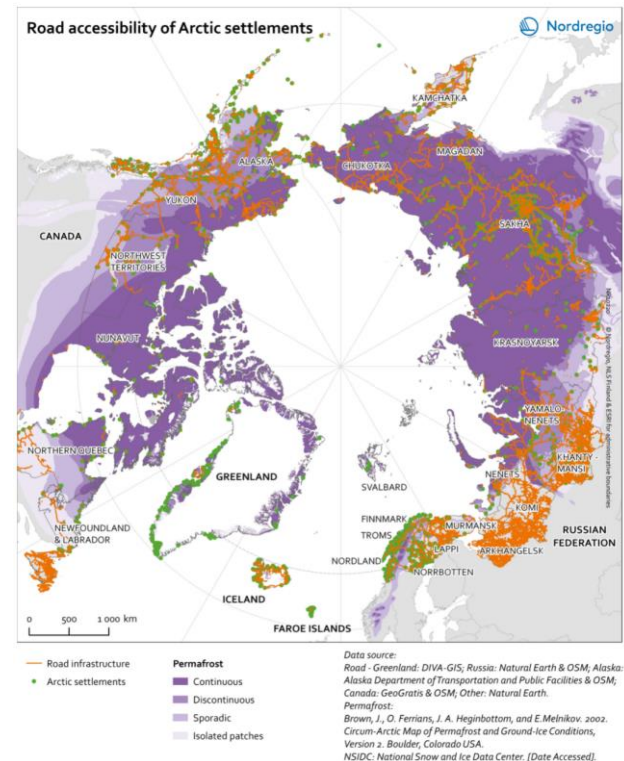 Road accessibility of Arctic settlements
Nordregio
KAMCHATKA
MAGADAN
CHUKOTKA
ALASKA
YUKON
SAKHA
CANADA
NORTHWEST
TERRITORIES
NUNAVUT
KRASNOYARSK
YAMALO-
NENETS
NORTHERN QUEBEC
KHANTY -
MANSI
GREENLAND
NENETS
SVALBARD
KOMI
NEWFOUNDLAND
& LABRADOR
FINNMARK
MURMANSK
RUSSIAN
FEDERATION
TROMS
LAPPI
ARKHANGELSK
NORDLAND
NORRBOTTEN
ICELAND
FAROE ISLANDS
© Nordregio, NLS Finland & ESRI for administrative boundaries
0 500 1 000 km
Road infrastructure
Arctic settlements
Permafrost
Continuous
Discontinuous
Sporadic
Isolated patches
Data source:
Road - Greenland: DIVA-GIS; Russia: Natural Earth & OSM; Alaska:
Alaska Department of Transportation and Public Facilities & OSM;
Canada: GeoGratis & OSM; Other: Natural Earth.
Permafrost:
Brown, J., O. Ferrians, J. A. Heginbottom, and E.Melnikov. 2002.
Circum-Arctic Map of Permafrost and Ground-Ice Conditions,
Version 2. Boulder, Colorado USA.
NSIDC: National Snow and Ice Data Center. [Date Accessed].